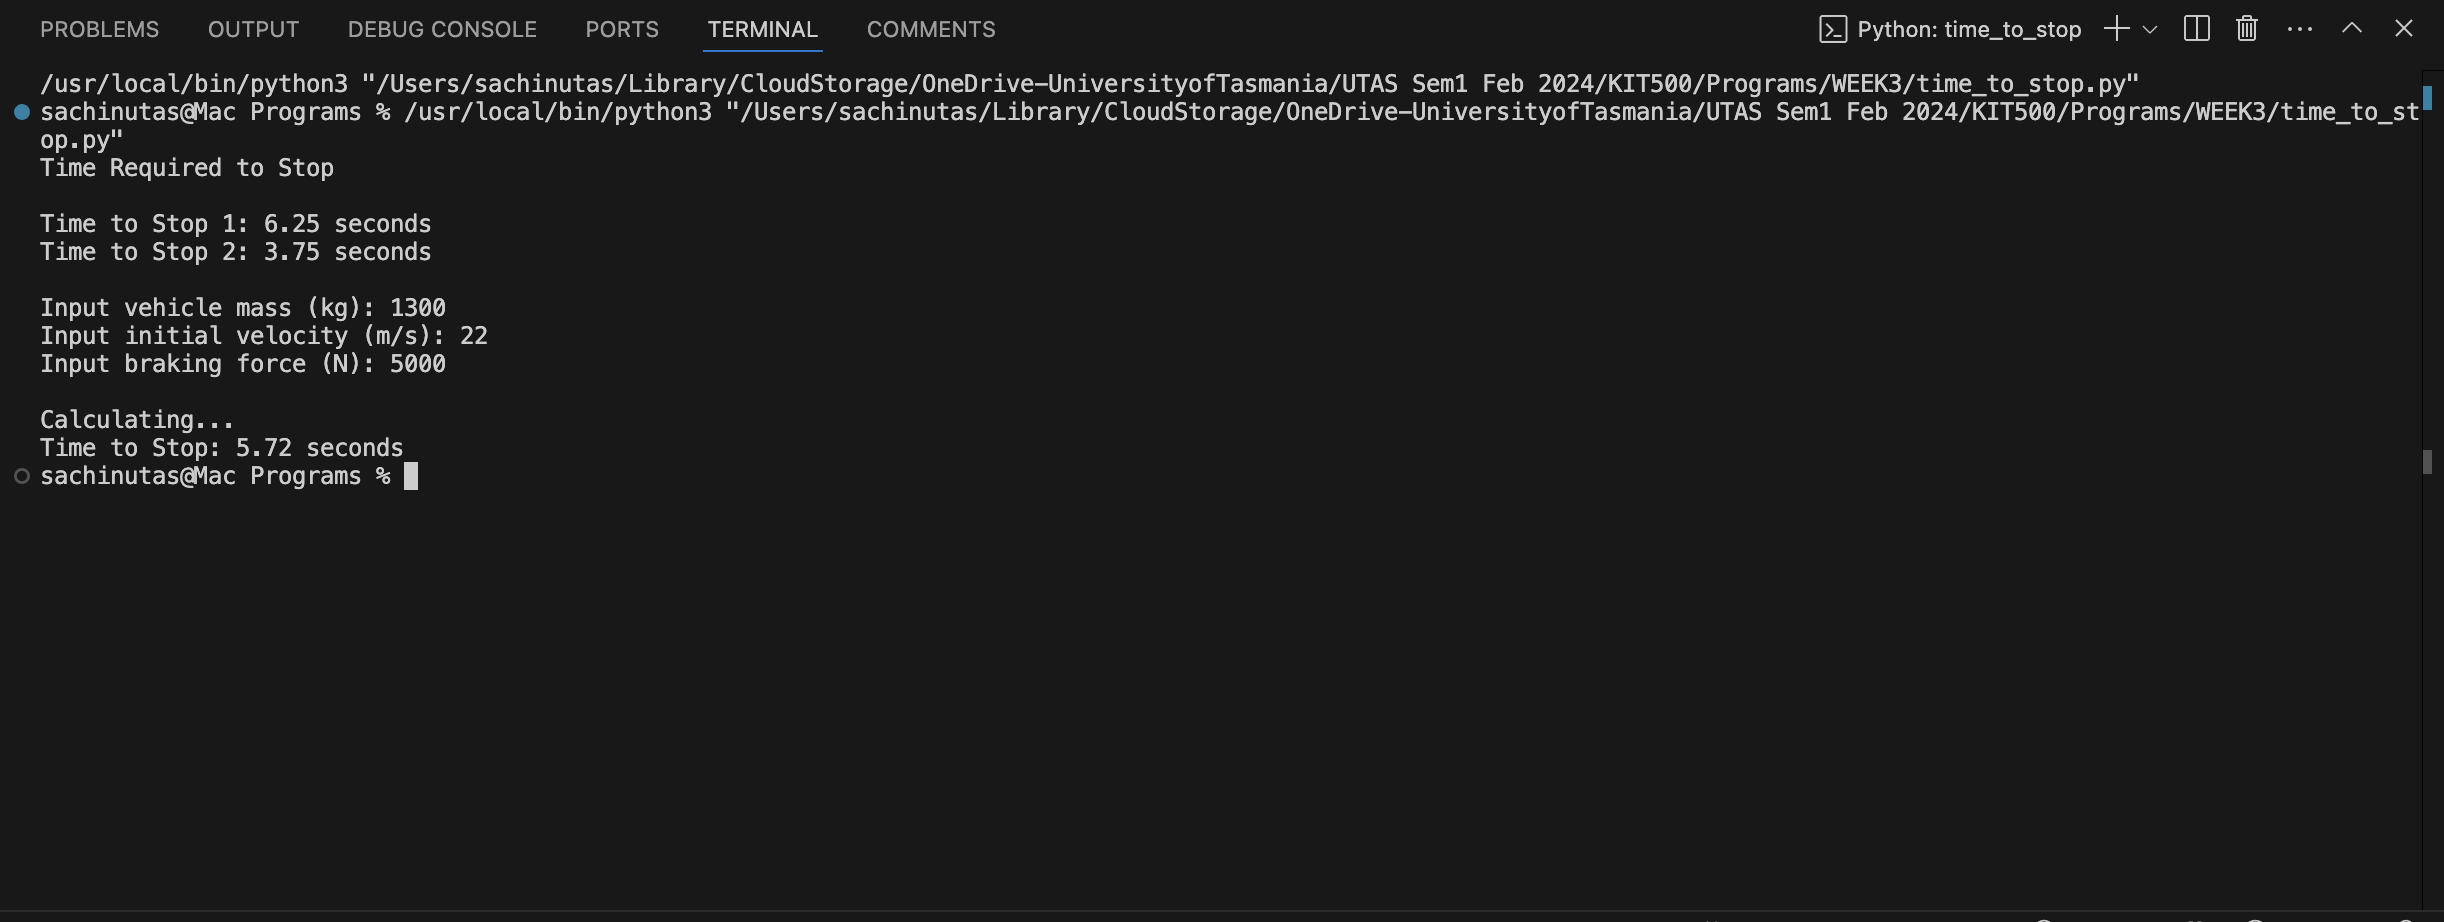 PROBLEMS OUTPUT DEBUG CONSOLE PORTS TERMINAL COMMENTS Python: time_to_stop
/usr/local/bin/python3 "/Users/sachinutas/Library/CloudStorage/OneDrive-UniversityofTasmania/UTAS Sem1 Feb 2024/KIT500/Programs/WEEK3/time_to_stop.py"
sachinutas@Mac Programs % /usr/local/bin/python3 "/Users/sachinutas/Library/CloudStorage/OneDrive-UniversityofTasmania/UTAS Sem1 Feb 2024/KIT500/Programs/WEEK3/time_to_st
op.py"
Time Required to Stop
Time to Stop 1: 6.25 seconds
Time to Stop 2: 3.75 seconds
Input vehicle mass (kg): 1300
Input initial velocity (m/s): 22
Input braking force (N): 5000
Calculating...
Time to Stop: 5.72 seconds
sachinutas@Mac Programs %